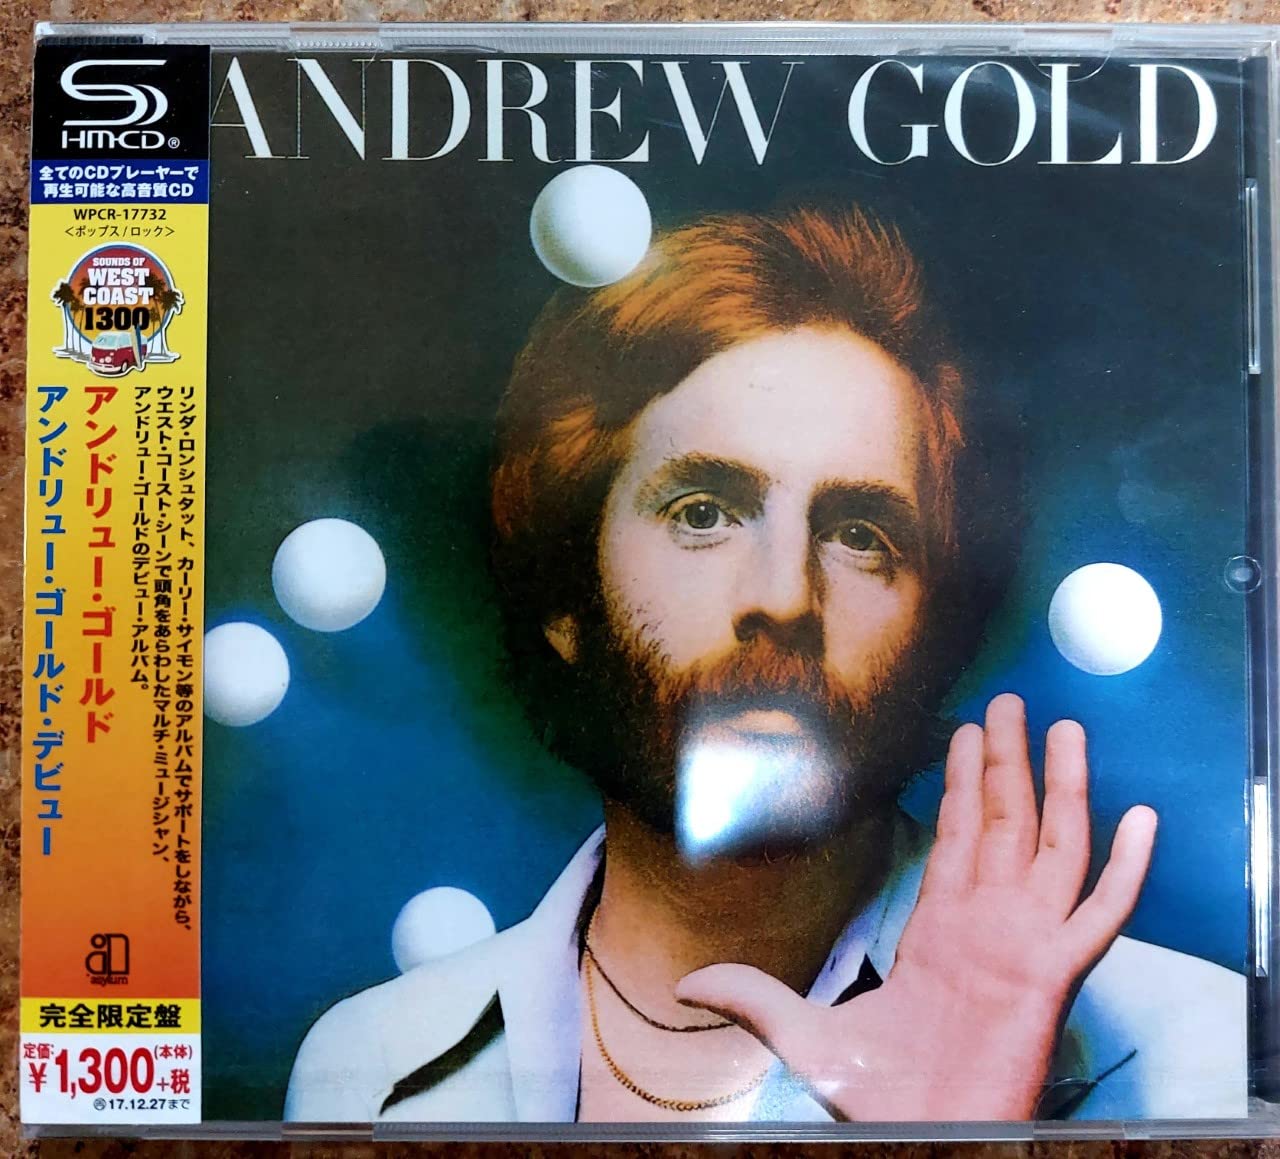 SHM-CD®
全てのCDプレーヤーで
再生可能な高音質CD
WPCR-17732
<ポップス/ロック>
SOUNDS OF
WEST
COAST
1300
リンダ・ロンシュタット、カーリー・サイモン等のアルバムでサポートをしながら、
ウエスト・コースト・シーンで頭角をあらわしたマルチ・ミュージシャン、
アンドリュー・ゴールドのデビュー・アルバム。
アンドリュー・ゴールド
アンドリュー・ゴールド・デビュー
asylum
完全限定盤
定価:
¥1,300(本体)+税
17.12.27まで
ANDREW GOLD